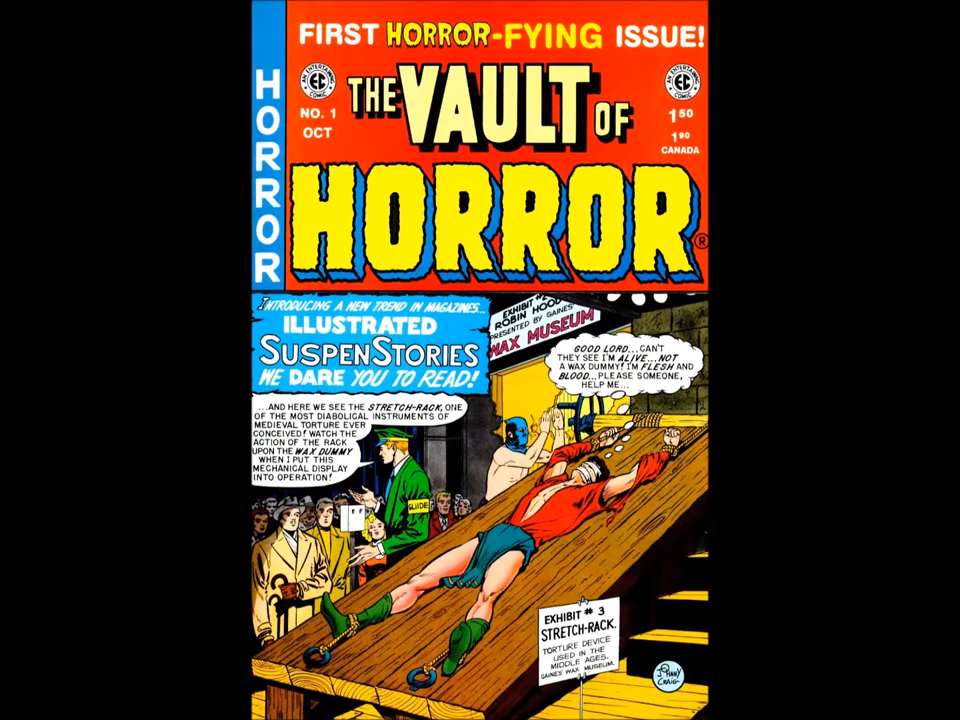 FIRST HORROR-FYING ISSUE!
HORROR
AN ENTERTAINING
EC
COMIC
NO. 1
OCT
THE VAULT OF
HORROR
AN ENTERTAINING
EC
COMIC
1 50
1 90
CANADA
®
INTRODUCING A NEW TREND IN MAGAZINES...
ILLUSTRATED
SUSPENSTORIES
WE DARE YOU TO READ!
EXHIBIT #2
ROBIN HOOD
PRESENTED BY GAINES'
WAX MUSEUM
GOOD LORD...CAN'T
THEY SEE I'M ALIVE...NOT
A WAX DUMMY! I'M FLESH AND
BLOOD...PLEASE SOMEONE,
HELP ME...
...AND HERE WE SEE THE STRETCH-RACK, ONE
OF THE MOST DIABOLICAL INSTRUMENTS OF
MEDIEVAL TORTURE EVER
CONCEIVED! WATCH THE
ACTION OF THE RACK
UPON THE WAX DUMMY
WHEN I PUT THIS
MECHANICAL DISPLAY
INTO OPERATION!
GUIDE
EXHIBIT # 3
STRETCH-RACK.
TORTURE DEVICE
USED IN THE
MIDDLE AGES.
GAINES' WAX MUSEUM.
JOHNNY
CRAIG